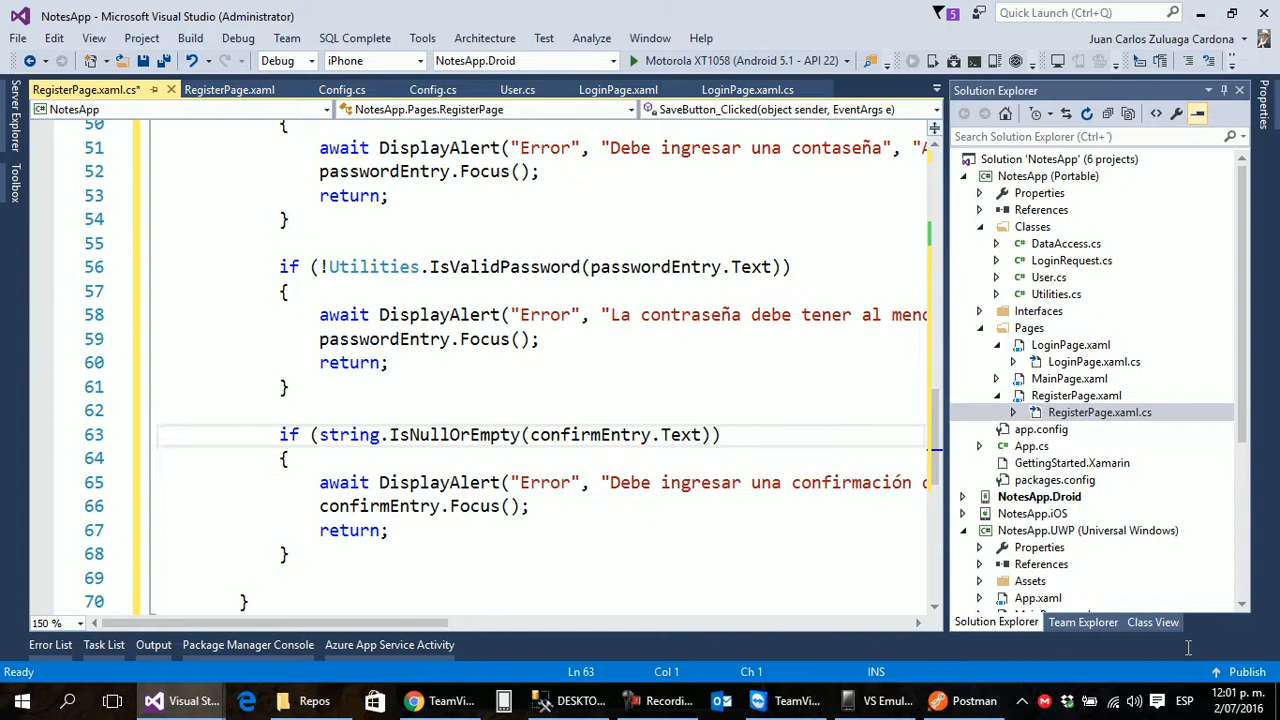 NotesApp - Microsoft Visual Studio (Administrator)
5
Quick Launch (Ctrl+Q)
File Edit View Project Build Debug Team SQL Complete Tools Architecture Test Analyze Window Help
Juan Carlos Zuluaga Cardona
Debug iPhone NotesApp.Droid Motorola XT1058 (Android 5.1 - API 22)
RegisterPage.xaml.cs* RegisterPage.xaml Config.cs Config.cs User.cs LoginPage.xaml LoginPage.xaml.cs
NotesApp NotesApp.Pages.RegisterPage SaveButton_Clicked(object sender, EventArgs e)
Server Explorer
Toolbox
50 {
51 await DisplayAlert("Error", "Debe ingresar una contaseña", "A
52 passwordEntry.Focus();
53 return;
54 }
55
56 if (!Utilities.IsValidPassword(passwordEntry.Text))
57 {
58 await DisplayAlert("Error", "La contraseña debe tener al meno
59 passwordEntry.Focus();
60 return;
61 }
62
63 if (string.IsNullOrEmpty(confirmEntry.Text))
64 {
65 await DisplayAlert("Error", "Debe ingresar una confirmación d
66 confirmEntry.Focus();
67 return;
68 }
69
70 }
150 %
Solution Explorer
Search Solution Explorer (Ctrl+')
Solution 'NotesApp' (6 projects)
NotesApp (Portable)
Properties
References
Classes
DataAccess.cs
LoginRequest.cs
User.cs
Utilities.cs
Interfaces
Pages
LoginPage.xaml
LoginPage.xaml.cs
MainPage.xaml
RegisterPage.xaml
RegisterPage.xaml.cs
app.config
App.cs
GettingStarted.Xamarin
packages.config
NotesApp.Droid
NotesApp.iOS
NotesApp.UWP (Universal Windows)
Properties
References
Assets
App.xaml
Solution Explorer Team Explorer Class View
Properties
Error List Task List Output Package Manager Console Azure App Service Activity
Ready Ln 63 Col 1 Ch 1 INS Publish
Visual St... Repos TeamV... DESKTO... Recordi... TeamVi... VS Emul... Postman ESP 12:01 p. m.
2/07/2016